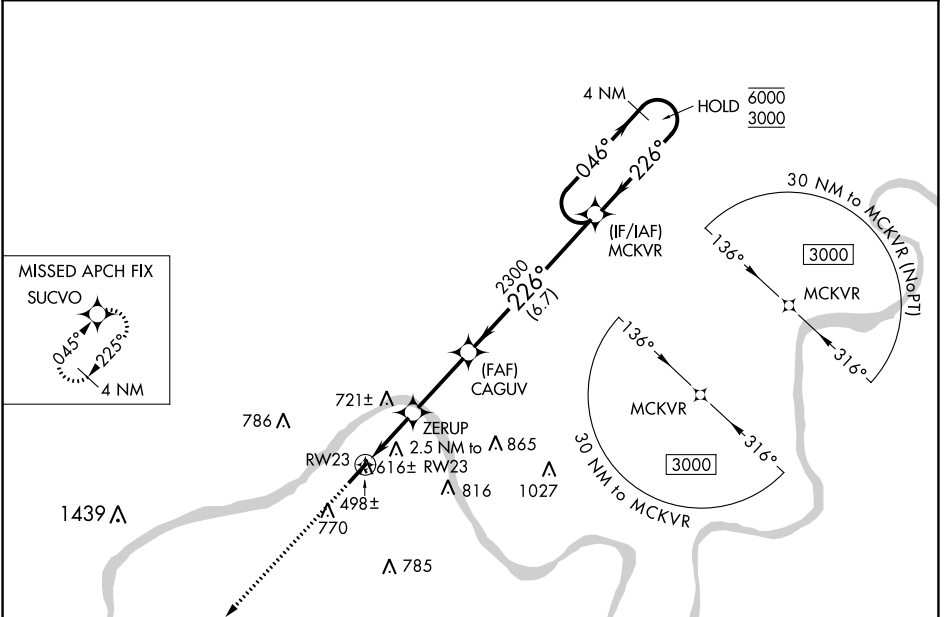 4 NM
HOLD 6000
3000
046°
226°
(IF/IAF)
MCKVR
30 NM to MCKVR (NoPT)
136°
3000
MCKVR
316°
MISSED APCH FIX
SUCVO
045°
225°
4 NM
2300
226°
(6.7)
(FAF)
CAGUV
136°
MCKVR
316°
3000
30 NM to MCKVR
721±
786
ZERUP
2.5 NM to
RW23
865
RW23
616±
498±
816
1027
1439
770
785